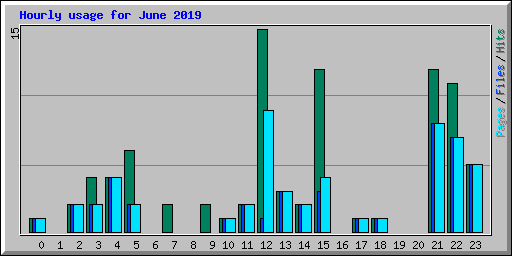 Hourly usage for June 2019
15
Pages / Files / Hits
0 1 2 3 4 5 6 7 8 9 10 11 12 13 14 15 16 17 18 19 20 21 22 23